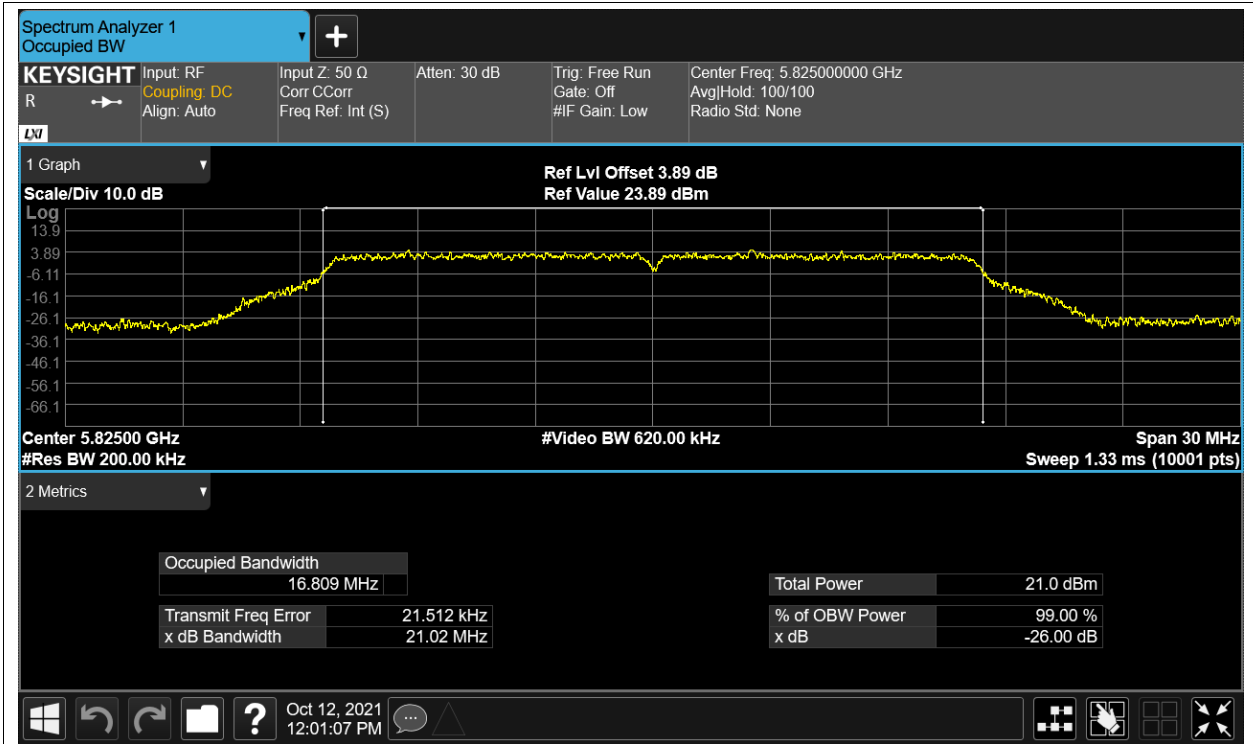 Spectrum Analyzer 1
Occupied BW
+
KEYSIGHT
R
LXI
Input: RF
Coupling: DC
Align: Auto
Input Z: 50 Ω
Corr CCorr
Freq Ref: Int (S)
Atten: 30 dB
Trig: Free Run
Gate: Off
#IF Gain: Low
Center Freq: 5.825000000 GHz
Avg|Hold: 100/100
Radio Std: None
1 Graph
Scale/Div 10.0 dB
Ref Lvl Offset 3.89 dB
Ref Value 23.89 dBm
Log
13.9
3.89
-6.11
-16.1
-26.1
-36.1
-46.1
-56.1
-66.1
Center 5.82500 GHz
#Video BW 620.00 kHz
Span 30 MHz
#Res BW 200.00 kHz
Sweep 1.33 ms (10001 pts)
2 Metrics
Occupied Bandwidth
16.809 MHz
Total Power 21.0 dBm
Transmit Freq Error 21.512 kHz
% of OBW Power 99.00 %
x dB Bandwidth 21.02 MHz
x dB -26.00 dB
?
Oct 12, 2021
12:01:07 PM